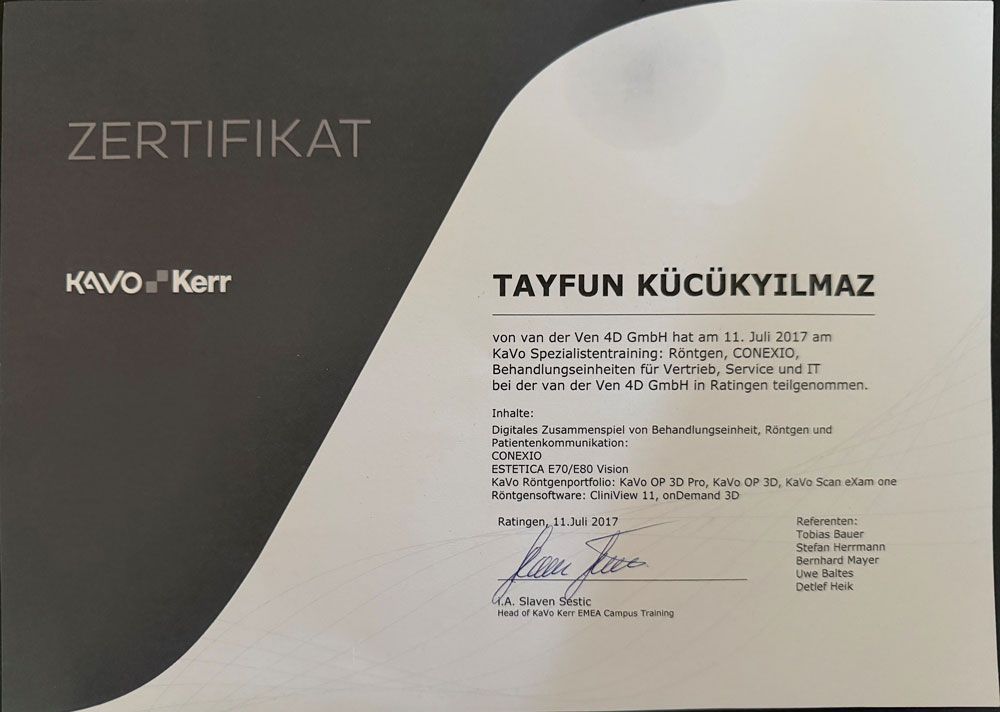 ZERTIFIKAT
KAVO Kerr
TAYFUN KÜCÜKYILMAZ
von van der Ven 4D GmbH hat am 11. Juli 2017 am
KaVo Spezialistentraining: Röntgen, CONEXIO,
Behandlungseinheiten für Vertrieb, Service und IT
bei der van der Ven 4D GmbH in Ratingen teilgenommen.
Inhalte:
Digitales Zusammenspiel von Behandlungseinheit, Röntgen und
Patientenkommunikation:
CONEXIO
ESTETICA E70/E80 Vision
KaVo Röntgenportfolio: KaVo OP 3D Pro, KaVo OP 3D, KaVo Scan eXam one
Röntgensoftware: CliniView 11, onDemand 3D
Ratingen, 11.Juli 2017
i.A. Slaven Sestic
Head of KaVo Kerr EMEA Campus Training
Referenten:
Tobias Bauer
Stefan Herrmann
Bernhard Mayer
Uwe Baltes
Detlef Heik